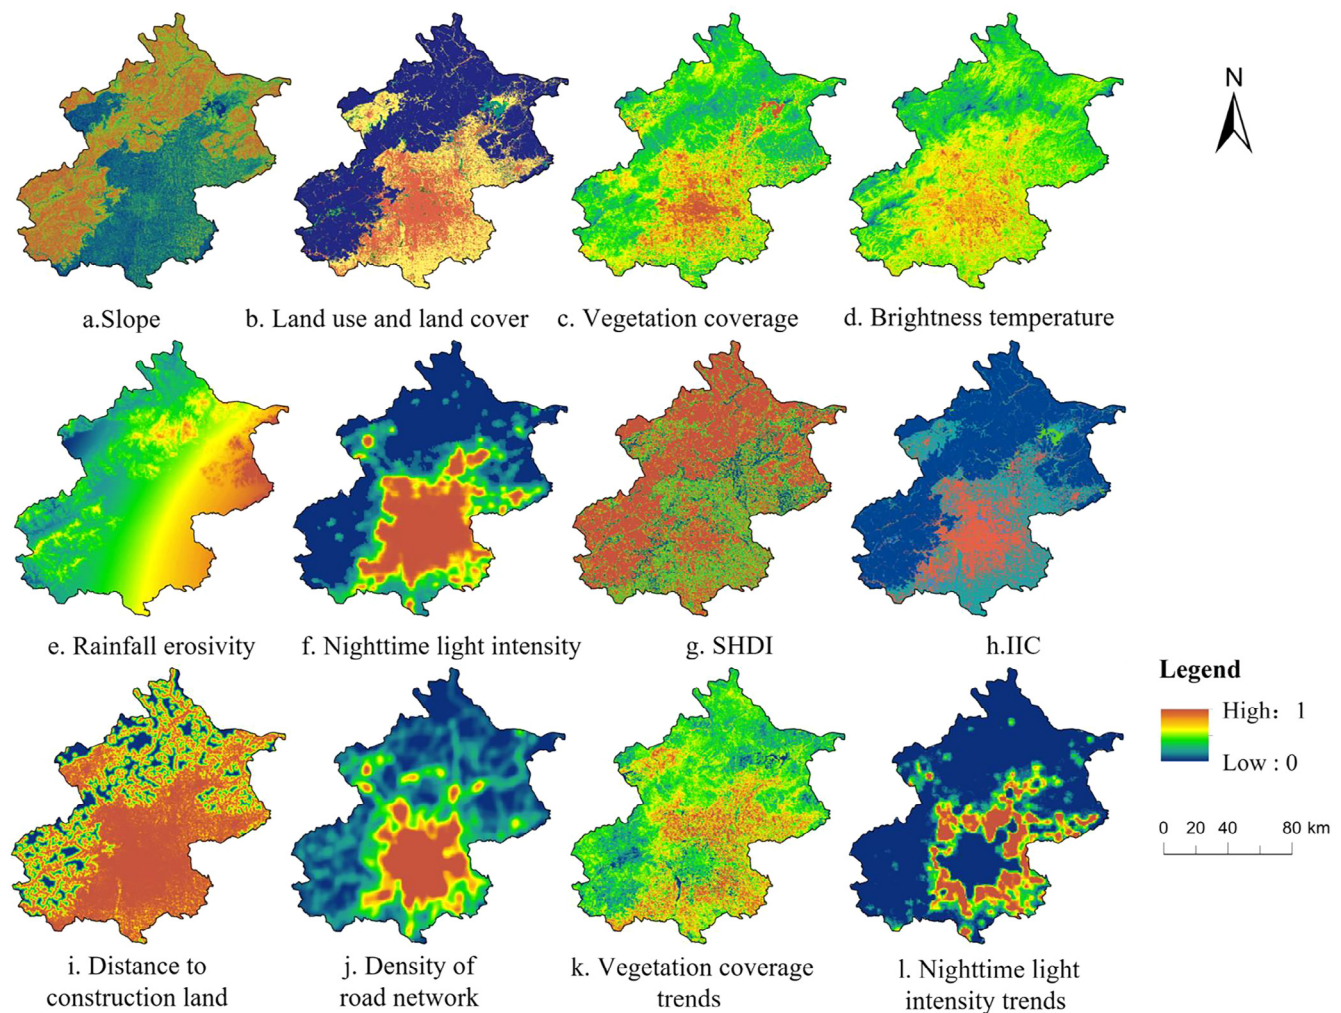 N
a.Slope
b. Land use and land cover
c. Vegetation coverage
d. Brightness temperature
e. Rainfall erosivity
f. Nighttime light intensity
g. SHDI
h.IIC
Legend
High：1
Low : 0
0 20 40 80 km
i. Distance to
construction land
j. Density of
road network
k. Vegetation coverage
trends
l. Nighttime light
intensity trends